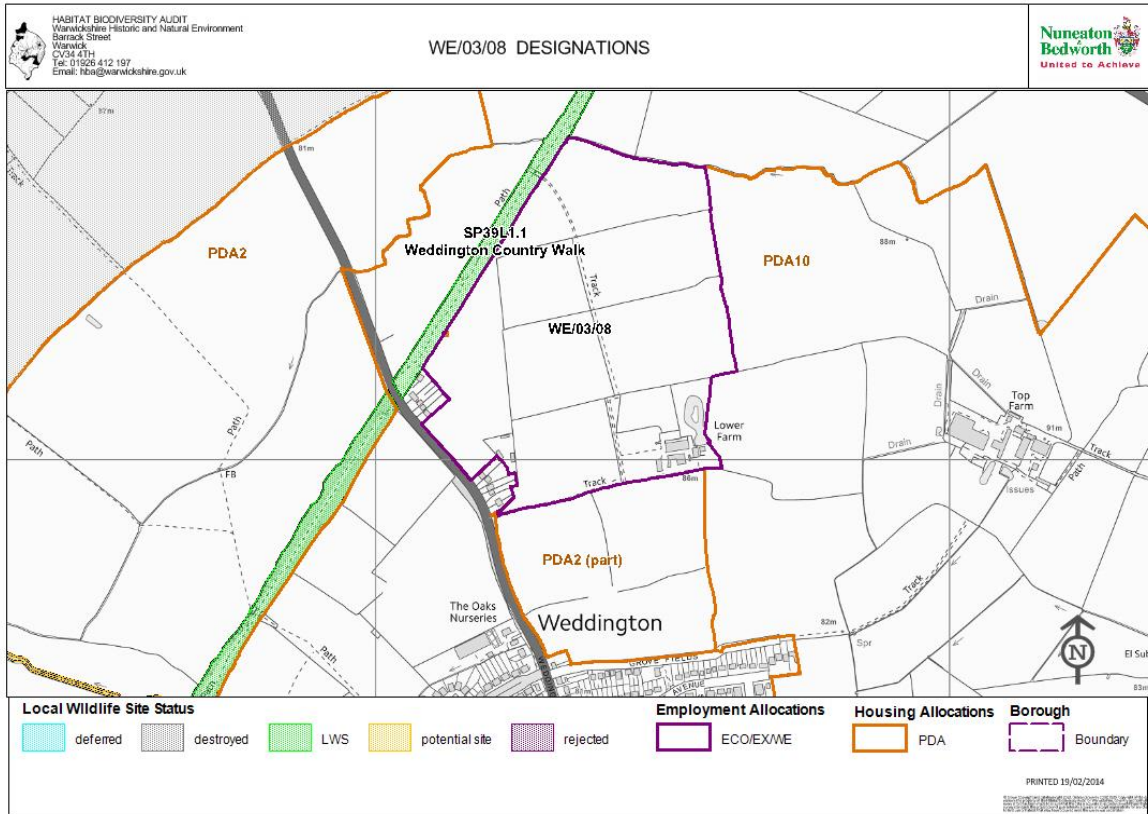 HABITAT BIODIVERSITY AUDIT
Warwickshire Historic and Natural Environment
Barrack Street
Warwick
CV34 4TH
Tel: 01926 412 197
Email: hba@warwickshire.gov.uk
WE/03/08 DESIGNATIONS
Nuneaton
&
Bedworth
United to Achieve
97m
Track
81m
Path
SP39L1.1
Weddington Country Walk
PDA2
PDA10
88m
Track
Drain
WE/03/08
Drain
Drain
Top
Farm
91m
Path
Path
FB
Lower
Farm
Drain
Track
Path
Issues
Track
86m
PDA2 (part)
Track
The Oaks
Nurseries
Weddington
82m
Spr
Path
GROVE FIELDS
AVENUE
N
83m
Local Wildlife Site Status
deferred
destroyed
LWS
potential site
rejected
Employment Allocations
ECO/EX/WE
Housing Allocations
PDA
Borough
Boundary
PRINTED 19/02/2014